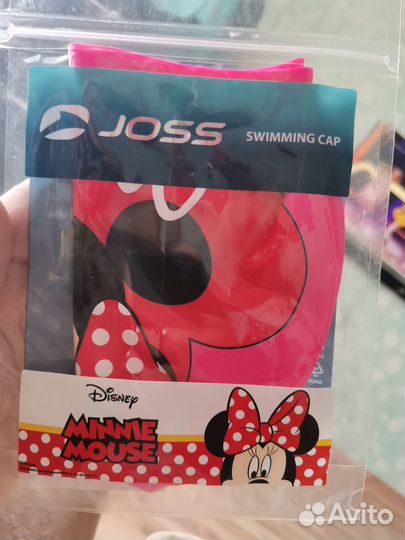 JOSS
SWIMMING CAP
Disney
MINNIE
MOUSE
Avito